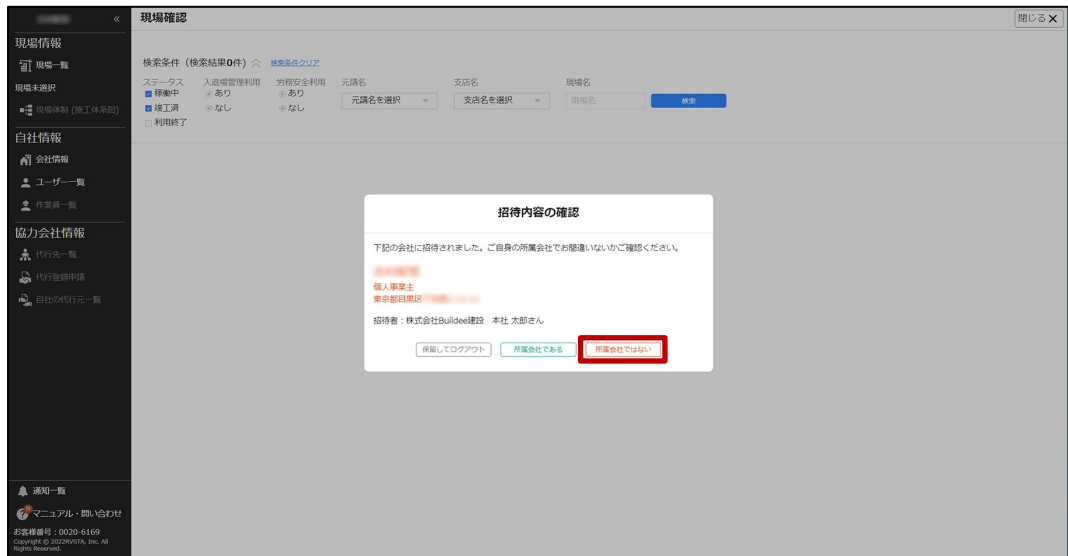 «
現場確認
閉じる X
現場情報
現場一覧
現場未選択
現場体制 (施工体系図)
自社情報
会社情報
ユーザー一覧
作業員一覧
協力会社情報
代行先一覧
代行登録申請
自社の代行元一覧
検索条件（検索結果0件）
検索条件クリア
ステータス 入退場管理利用 労務安全利用 元請名 支店名 現場名
稼働中 あり あり
元請名を選択 支店名を選択 現場名 検索
竣工済 なし なし
利用終了
招待内容の確認
下記の会社に招待されました。ご自身の所属会社でお間違いないかご確認ください。
個人事業主
東京都目黒区
招待者：株式会社Buildee建設 本社 太郎さん
保留してログアウト 所属会社である 所属会社ではない
通知一覧
N
マニュアル・問い合わせ
お客様番号：0020-6169
Copyright © 2022RVSTA, Inc. All
Rights Reserved.